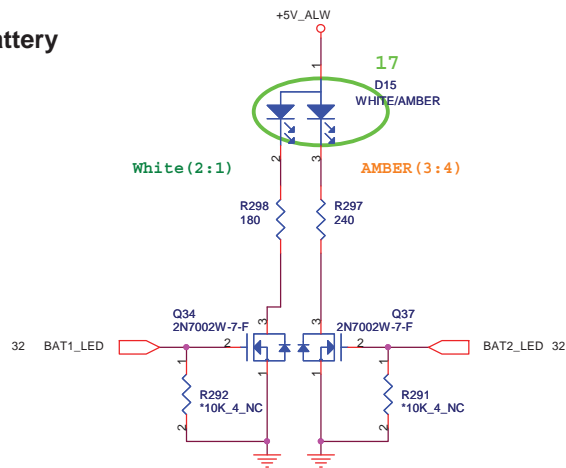 +5V_ALW
attery
1
17
D15
WHITE/AMBER
2
3
White(2:1)
AMBER(3:4)
R298
180
R297
240
Q34
2N7002W-7-F
Q37
2N7002W-7-F
3
3
32 BAT1_LED
2
2
BAT2_LED 32
1
1
1
1
R292
*10K_4_NC
R291
*10K_4_NC
2
2